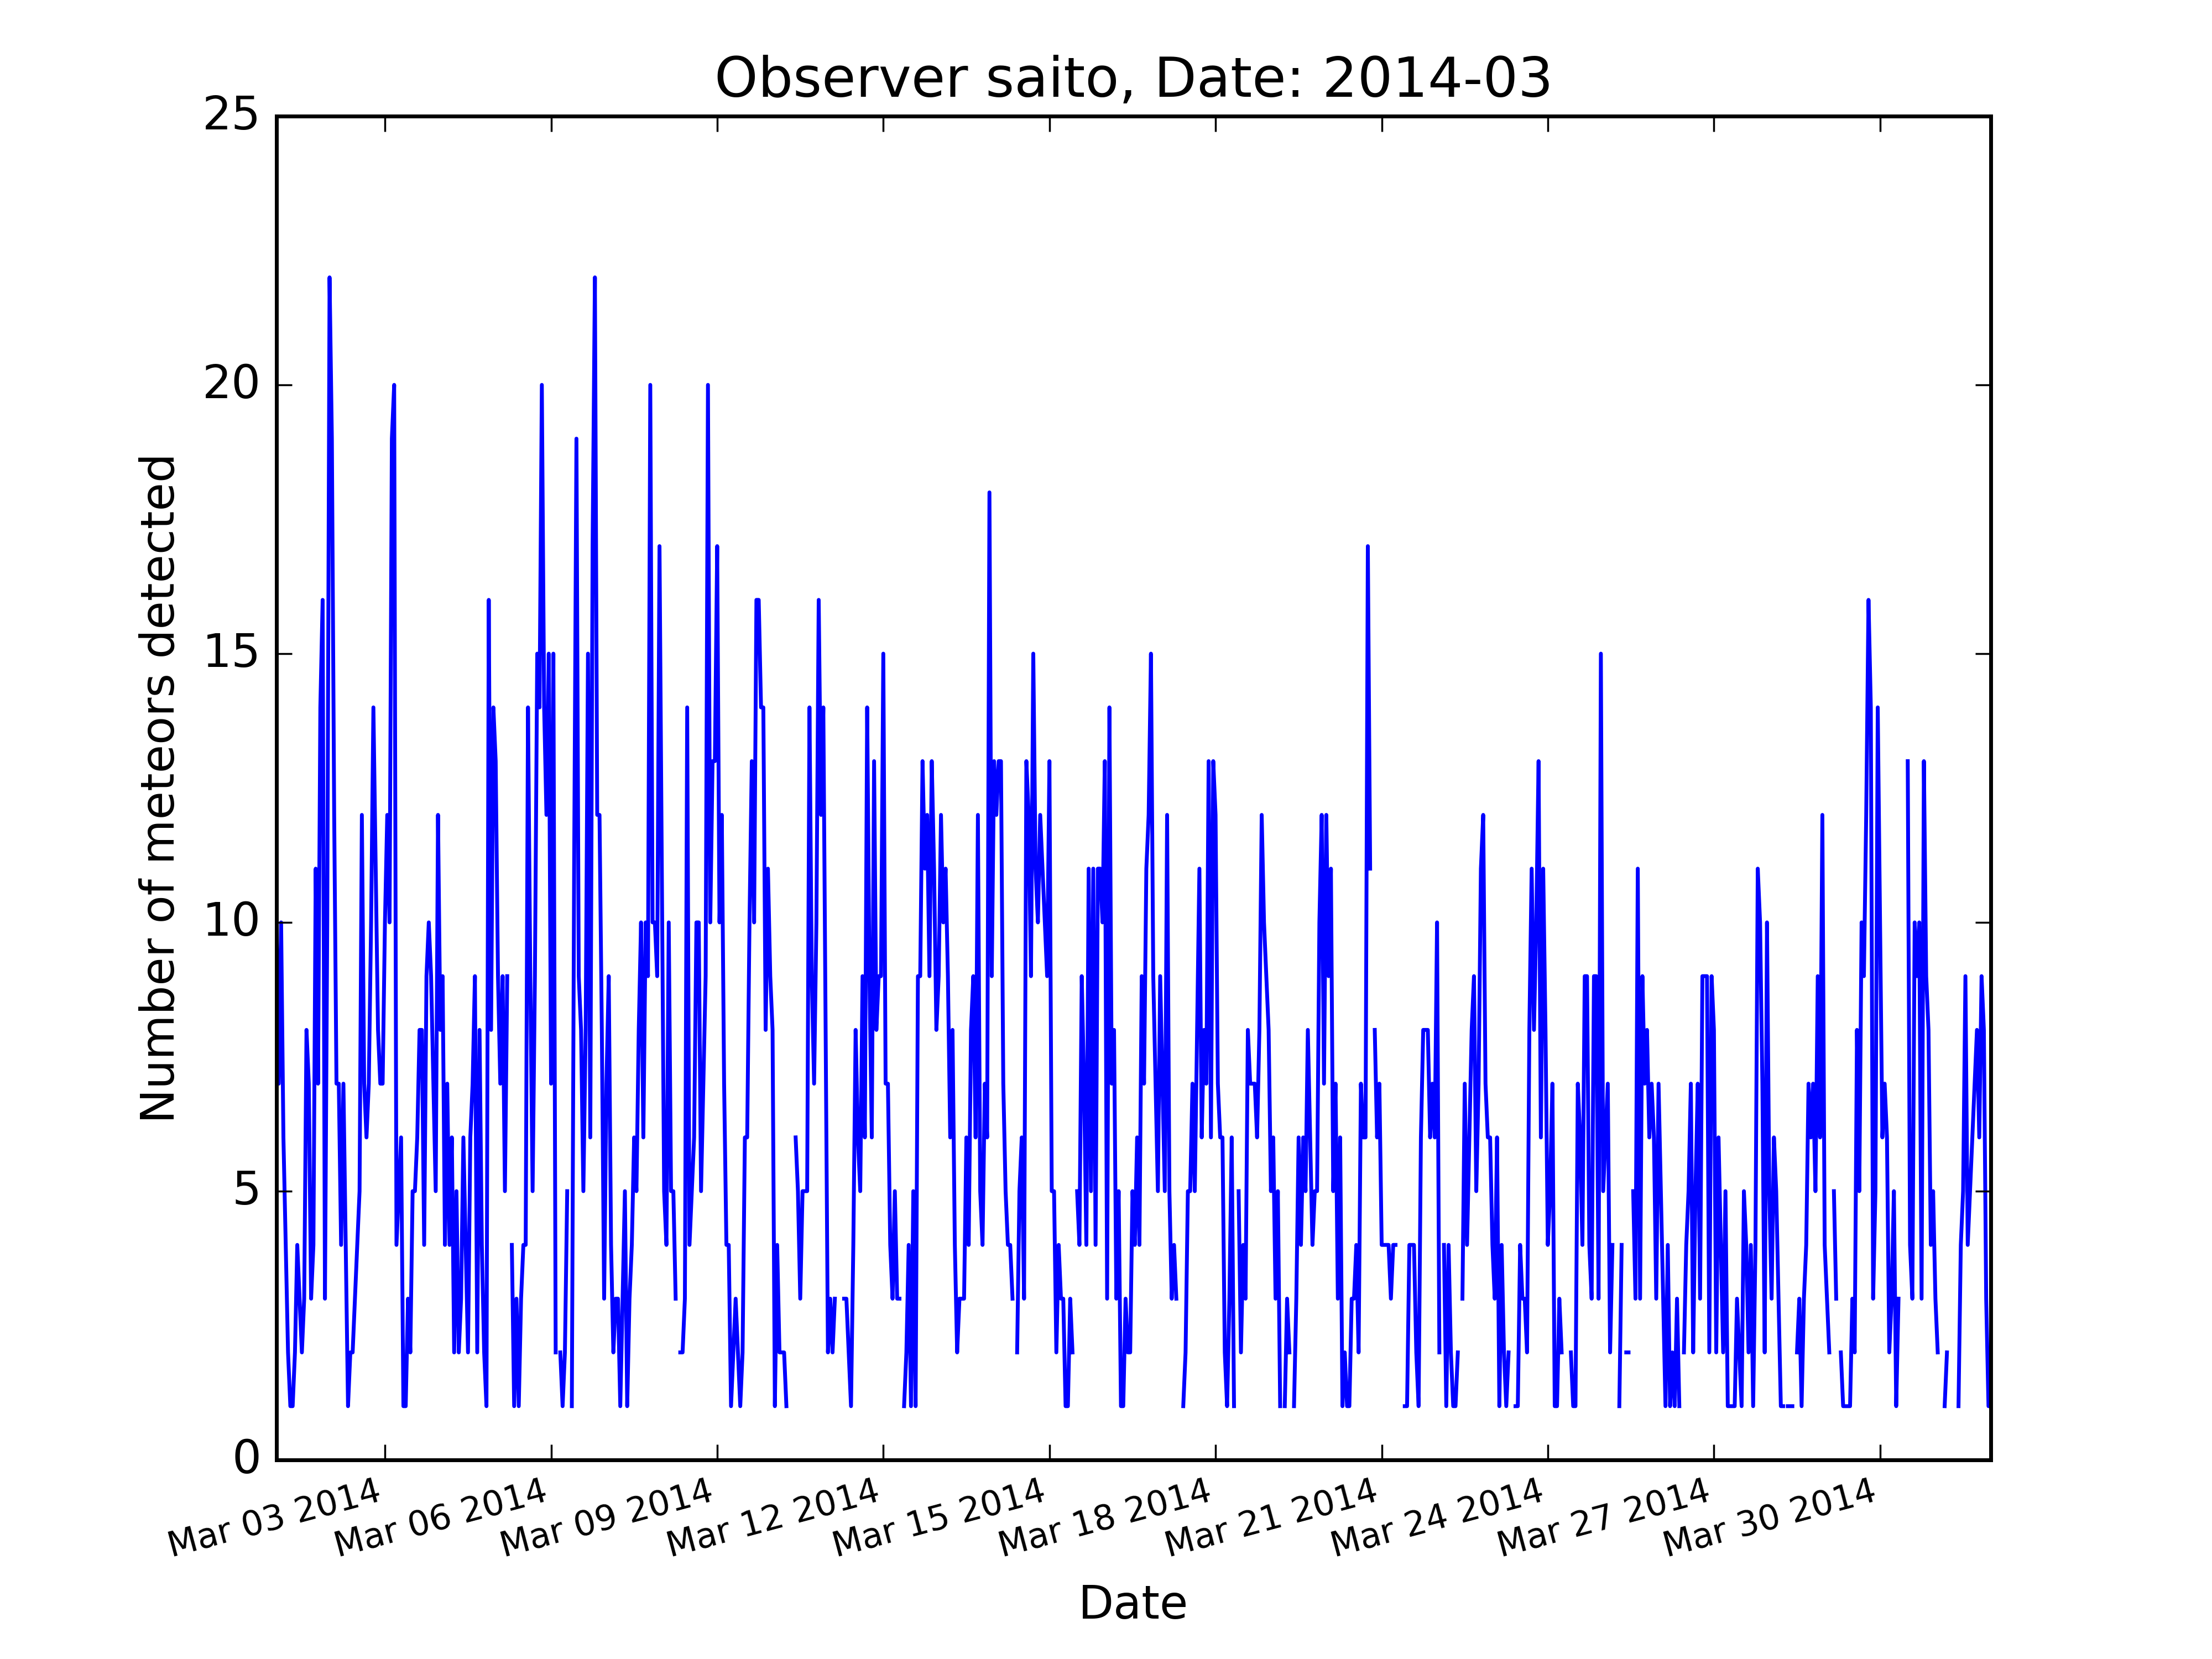 Observer saito, Date: 2014-03
Number of meteors detected
25
20
15
10
5
0
Mar 03 2014
Mar 06 2014
Mar 09 2014
Mar 12 2014
Mar 15 2014
Mar 18 2014
Mar 21 2014
Mar 24 2014
Mar 27 2014
Mar 30 2014
Date